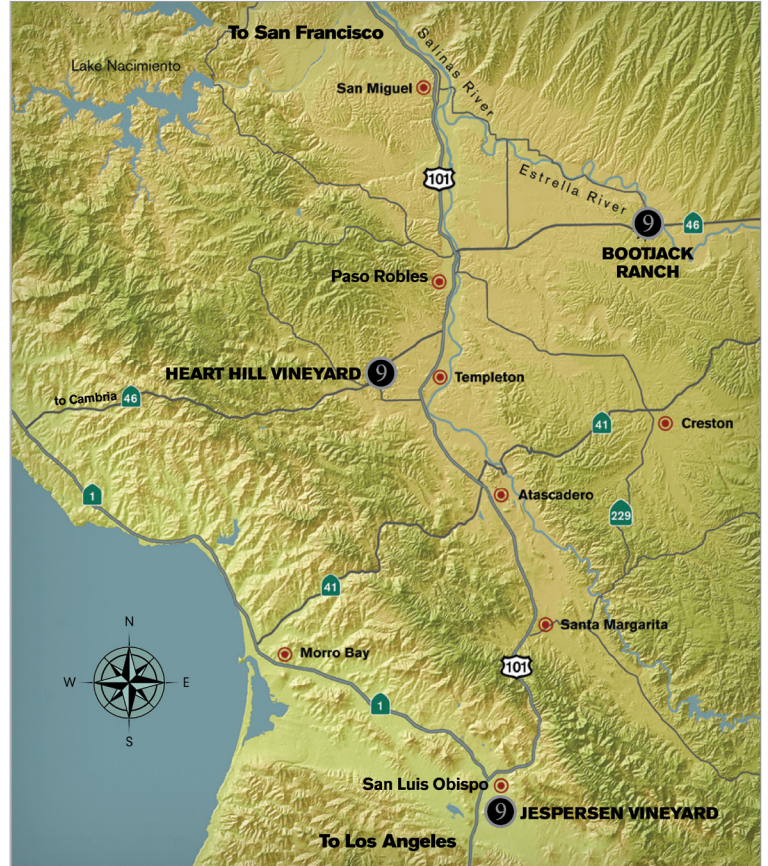 To San Francisco
Salinas River
Lake Nacimiento
San Miguel
101
Estrella River
9
46
BOOTJACK
RANCH
Paso Robles
HEART HILL VINEYARD
9
Templeton
to Cambria
46
41
Creston
1
Atascadero
229
41
N
W
E
S
Santa Margarita
Morro Bay
101
1
San Luis Obispo
9
JESPERSEN VINEYARD
To Los Angeles